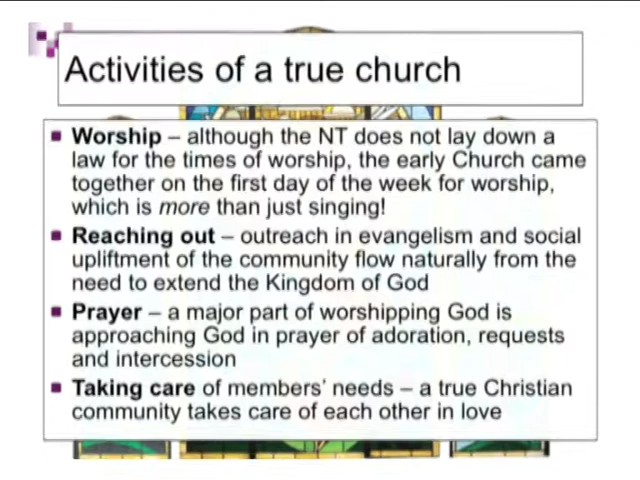 Activities of a true church
Worship – although the NT does not lay down a
law for the times of worship, the early Church came
together on the first day of the week for worship,
which is more than just singing!
Reaching out – outreach in evangelism and social
upliftment of the community flow naturally from the
need to extend the Kingdom of God
Prayer – a major part of worshipping God is
approaching God in prayer of adoration, requests
and intercession
Taking care of members' needs – a true Christian
community takes care of each other in love